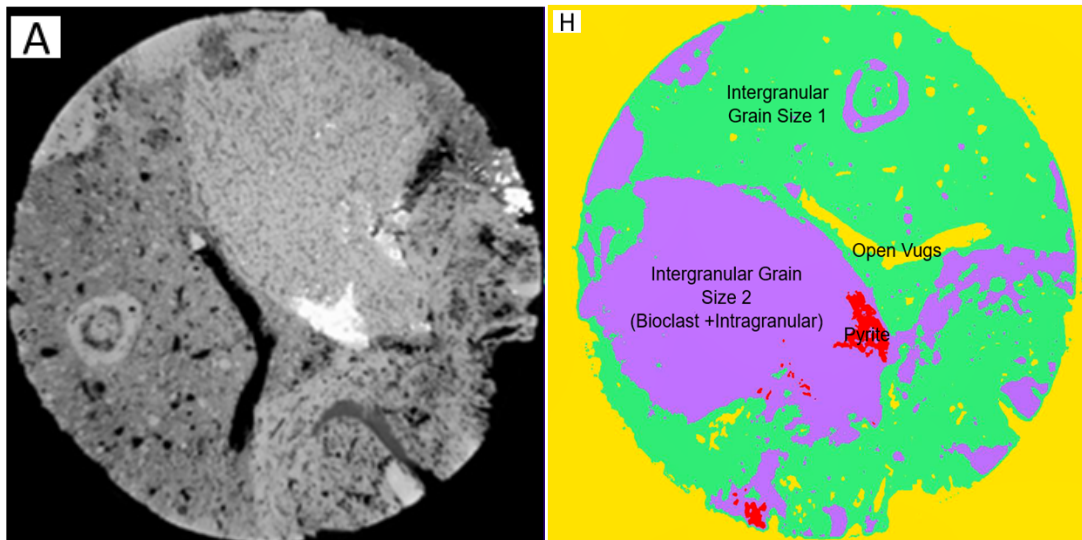 A
H
Intergranular
Grain Size 1
Open Vugs
Intergranular Grain
Size 2
(Bioclast +Intragranular)
Pyrite